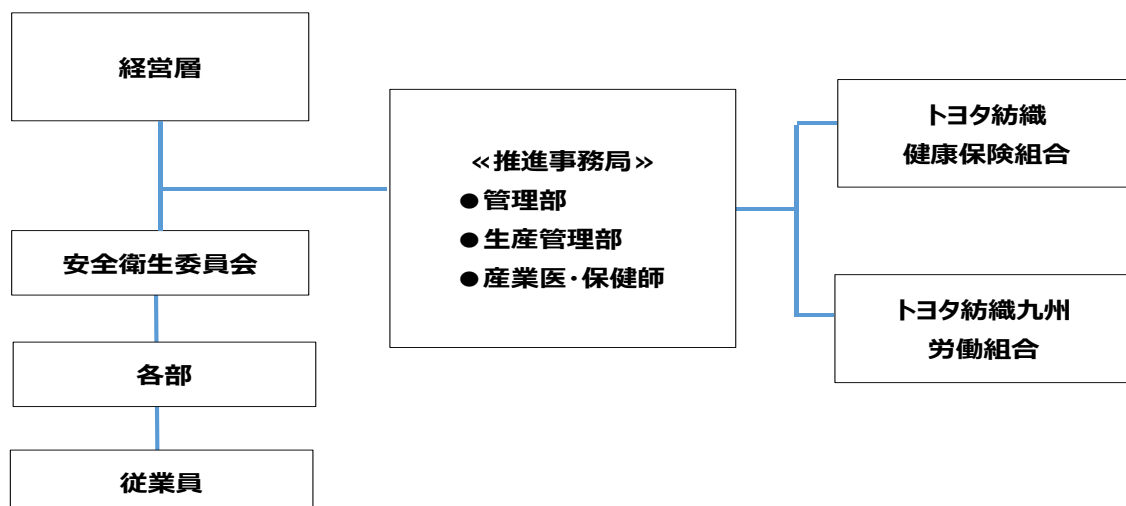 経営層
安全衛生委員会
各部
従業員
≪推進事務局≫
●管理部
●生産管理部
●産業医・保健師
トヨタ紡織
健康保険組合
トヨタ紡織九州
労働組合